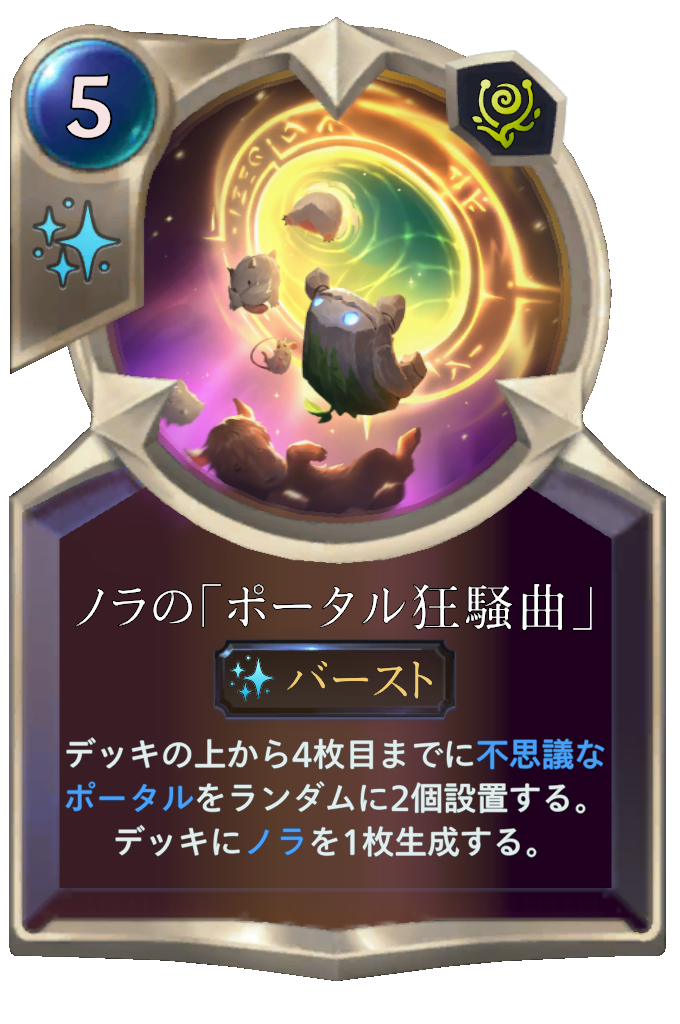 5
ノラの「ポータル狂騒曲」
バースト
デッキの上から4枚目までに不思議な
ポータルをランダムに2個設置する。
デッキにノラを1枚生成する。